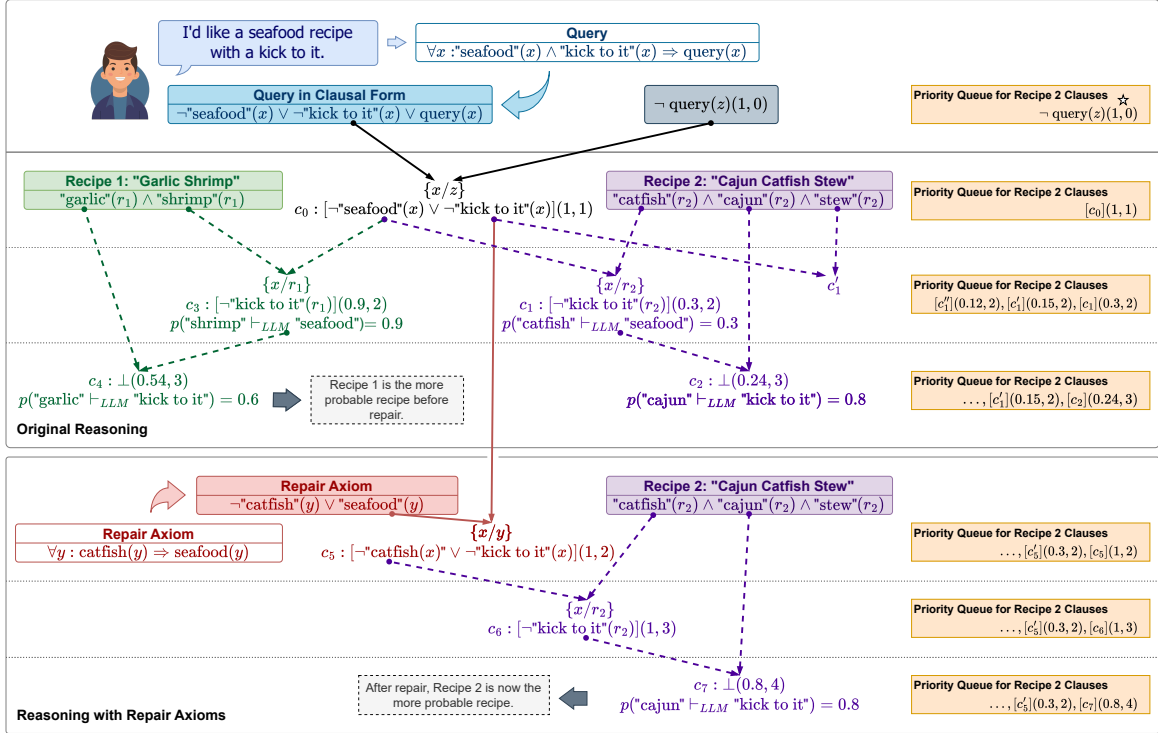 I'd like a seafood recipe
with a kick to it.
Query
∀x :"seafood"(x) ∧ "kick to it"(x) ⇒ query(x)
Query in Clausal Form
¬"seafood"(x) ∨ ¬"kick to it"(x) ∨ query(x)
¬ query(z)(1, 0)
Priority Queue for Recipe 2 Clauses
¬ query(z)(1, 0)
Recipe 1: "Garlic Shrimp"
"garlic"(r₁) ∧ "shrimp"(r₁)
{x/z}
c₀ : [¬"seafood"(x) ∨ ¬"kick to it"(x)](1, 1)
Recipe 2: "Cajun Catfish Stew"
"catfish"(r₂) ∧ "cajun"(r₂) ∧ "stew"(r₂)
Priority Queue for Recipe 2 Clauses
[c₀](1, 1)
{x/r₁}
c₃ : [¬"kick to it"(r₁)](0.9, 2)
p("shrimp" ⊢LLM "seafood")= 0.9
{x/r₂}
c₁ : [¬"kick to it"(r₂)](0.3, 2)
p("catfish" ⊢LLM "seafood") = 0.3
c′₁
Priority Queue for Recipe 2 Clauses
[c″₁](0.12, 2), [c′₁](0.15, 2), [c₁](0.3, 2)
c₄ : ⊥(0.54, 3)
p("garlic" ⊢LLM "kick to it") = 0.6
Recipe 1 is the more
probable recipe before
repair.
c₂ : ⊥(0.24, 3)
p("cajun" ⊢LLM "kick to it") = 0.8
Priority Queue for Recipe 2 Clauses
. . . , [c′₁](0.15, 2), [c₂](0.24, 3)
Original Reasoning
Repair Axiom
¬"catfish"(y) ∨ "seafood"(y)
Repair Axiom
∀y : catfish(y) ⇒ seafood(y)
{x/y}
c₅ : [¬"catfish(x)" ∨ ¬"kick to it"(x)](1, 2)
Recipe 2: "Cajun Catfish Stew"
"catfish"(r₂) ∧ "cajun"(r₂) ∧ "stew"(r₂)
Priority Queue for Recipe 2 Clauses
. . . , [c′₅](0.3, 2), [c₅](1, 2)
{x/r₂}
c₆ : [¬"kick to it"(r₂)](1, 3)
Priority Queue for Recipe 2 Clauses
. . . , [c′₅](0.3, 2), [c₆](1, 3)
After repair, Recipe 2 is now the
more probable recipe.
c₇ : ⊥(0.8, 4)
p("cajun" ⊢LLM "kick to it") = 0.8
Priority Queue for Recipe 2 Clauses
. . . , [c′₅](0.3, 2), [c₇](0.8, 4)
Reasoning with Repair Axioms